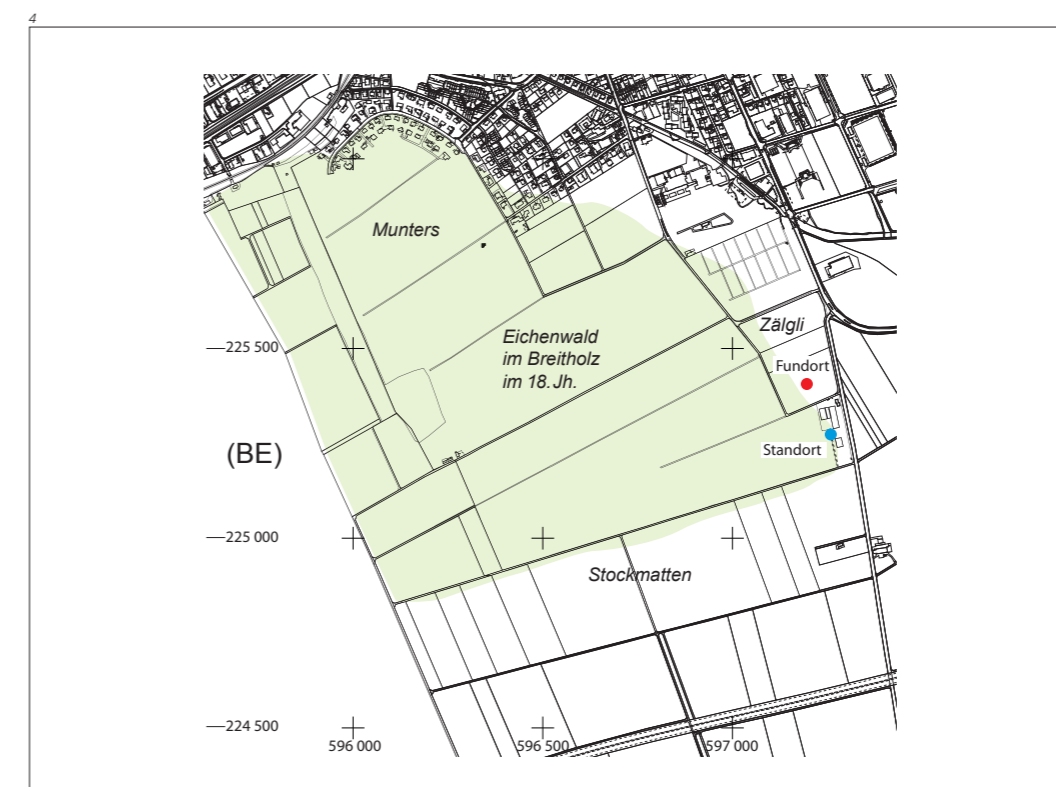 4
Munters
Eichenwald
im Breitholz
im 18. Jh.
Zälgli
225 500
Fundort
(BE)
Standort
225 000
Stockmatten
224 500
596 000
596 500
597 000